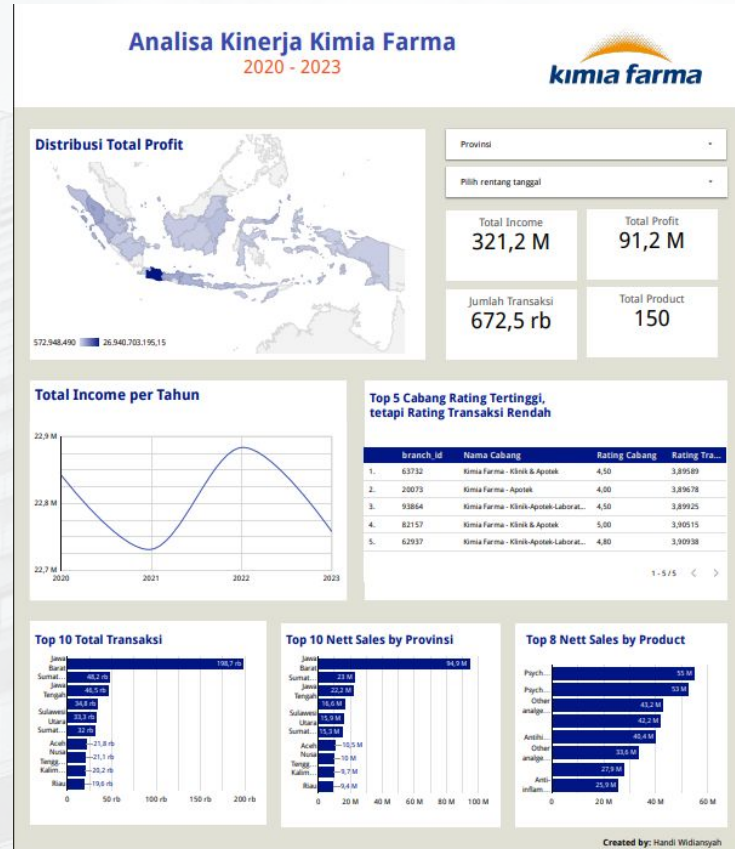 Analisa Kinerja Kimia Farma
2020 - 2023
kimia farma
Distribusi Total Profit
572.948.490 26.940.703.195,15
Provinsi
Pilih rentang tanggal
Total Income
321,2 M
Total Profit
91,2 M
Jumlah Transaksi
672,5 rb
Total Product
150
Total Income per Tahun
22,9 M
22,8 M
22,7 M
2020 2021 2022 2023
Top 5 Cabang Rating Tertinggi,
tetapi Rating Transaksi Rendah
branch_id Nama Cabang Rating Cabang Rating Tra...
1. 63732 Kimia Farma - Klinik & Apotek 4,50 3,89589
2. 20073 Kimia Farma - Apotek 4,00 3,89678
3. 93864 Kimia Farma - Klinik-Apotek-Laborat... 4,50 3,89925
4. 82157 Kimia Farma - Klinik & Apotek 5,00 3,90515
5. 62937 Kimia Farma - Klinik-Apotek-Laborat... 4,80 3,90938
1 - 5 / 5
Top 10 Total Transaksi
Jawa
Barat
198,7 rb
Sumat...
48,2 rb
Jawa
Tengah
46,5 rb
34,8 rb
Sulawesi
Utara
33,3 rb
Sumat...
32 rb
Aceh
21,8 rb
Nusa
Tengg...
21,1 rb
Kalim...
20,2 rb
Riau
19,6 rb
0 50 rb 100 rb 150 rb 200 rb
Top 10 Nett Sales by Provinsi
Jawa
Barat
94,9 M
Sumat...
23 M
Jawa
Tengah
22,2 M
16,6 M
Sulawesi
Utara
15,9 M
Sumat...
15,3 M
Aceh
10,5 M
Nusa
Tengg...
10 M
Kalim...
9,7 M
Riau
9,4 M
0 20 M 40 M 60 M 80 M 100 M
Top 8 Nett Sales by Product
Psych...
55 M
Psych...
53 M
Other
analge...
43,2 M
42,2 M
Antihi...
40,4 M
Other
analge...
33,6 M
27,9 M
Anti-
inflam...
25,9 M
0 20 M 40 M 60 M
Created by: Handi Widiansyah